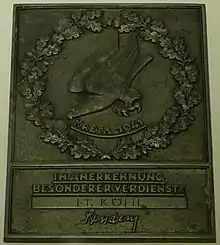 KRETA 1941
IN ANERKENNUNG
BESONDERER VERDIENSTE
LT. KÜHL